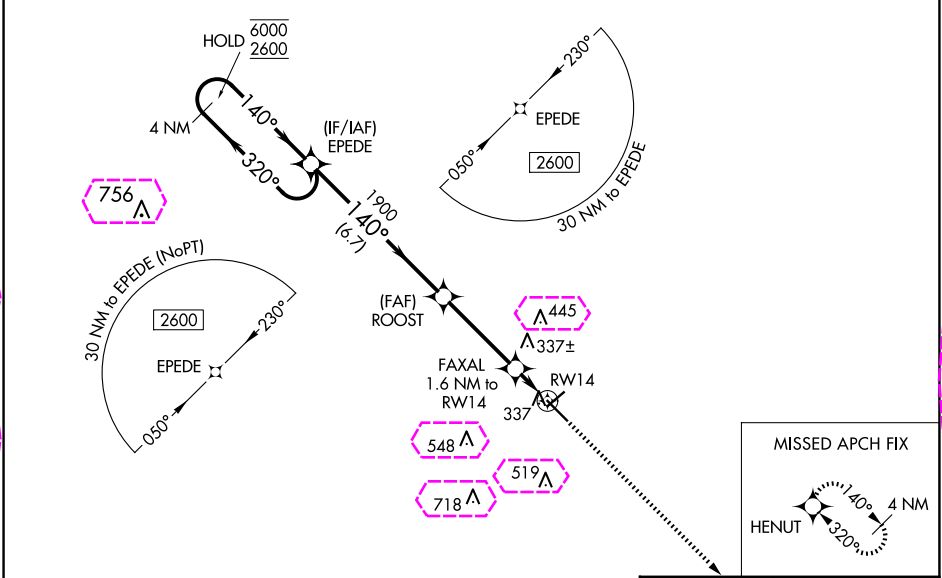 HOLD 6000
2600
4 NM
140°
320°
(IF/IAF)
EPEDE
230°
EPEDE
2600
050°
30 NM to EPEDE
756
1900
140°
(6.7)
30 NM to EPEDE (NoPT)
2600
230°
EPEDE
050°
(FAF)
ROOST
445
337±
FAXAL
1.6 NM to
RW14
RW14
337
548
519
718
MISSED APCH FIX
140°
4 NM
HENUT
320°